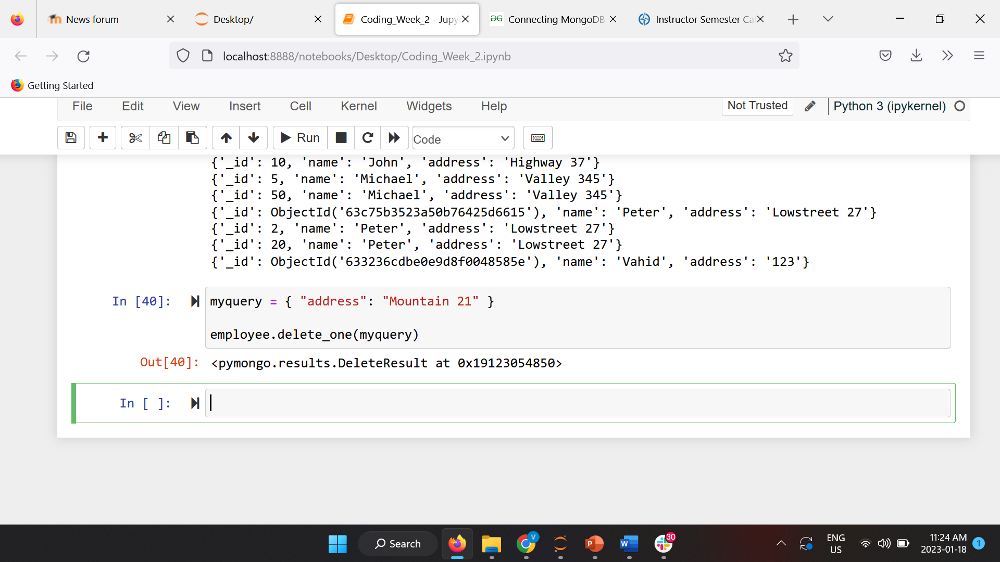 News forum
Desktop/
Coding_Week_2 - Jupy
Connecting MongoDB
Instructor Semester Cal
localhost:8888/notebooks/Desktop/Coding_Week_2.ipynb
Getting Started
File Edit View Insert Cell Kernel Widgets Help
Not Trusted
Python 3 (ipykernel)
Run
Code
{'_id': 10, 'name': 'John', 'address': 'Highway 37'}
{'_id': 5, 'name': 'Michael', 'address': 'Valley 345'}
{'_id': 50, 'name': 'Michael', 'address': 'Valley 345'}
{'_id': ObjectId('63c75b3523a50b76425d6615'), 'name': 'Peter', 'address': 'Lowstreet 27'}
{'_id': 2, 'name': 'Peter', 'address': 'Lowstreet 27'}
{'_id': 20, 'name': 'Peter', 'address': 'Lowstreet 27'}
{'_id': ObjectId('633236cdbe0e9d8f0048585e'), 'name': 'Vahid', 'address': '123'}
In [40]: myquery = { "address": "Mountain 21" }
employee.delete_one(myquery)
Out[40]: <pymongo.results.DeleteResult at 0x19123054850>
In [ ]:
Search
V
P
W
30
ENG
US
11:24 AM
2023-01-18
1